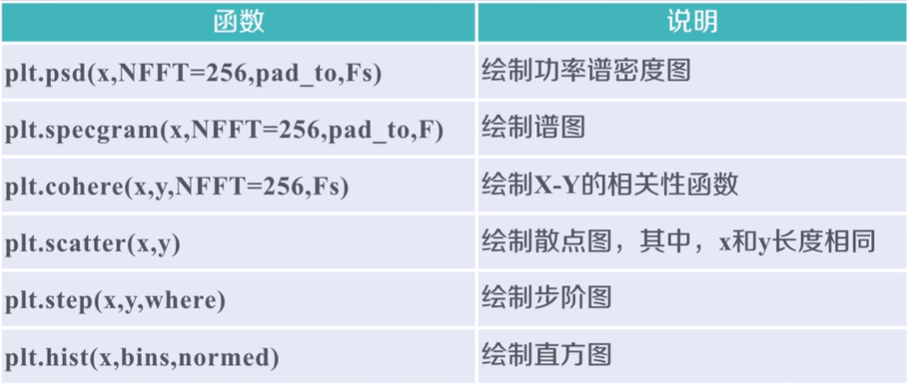 函数 说明
plt.psd(x,NFFT=256,pad_to,Fs) 绘制功率谱密度图
plt.specgram(x,NFFT=256,pad_to,F) 绘制谱图
plt.cohere(x,y,NFFT=256,Fs) 绘制X-Y的相关性函数
plt.scatter(x,y) 绘制散点图，其中，x和y长度相同
plt.step(x,y,where) 绘制步阶图
plt.hist(x,bins,normed) 绘制直方图